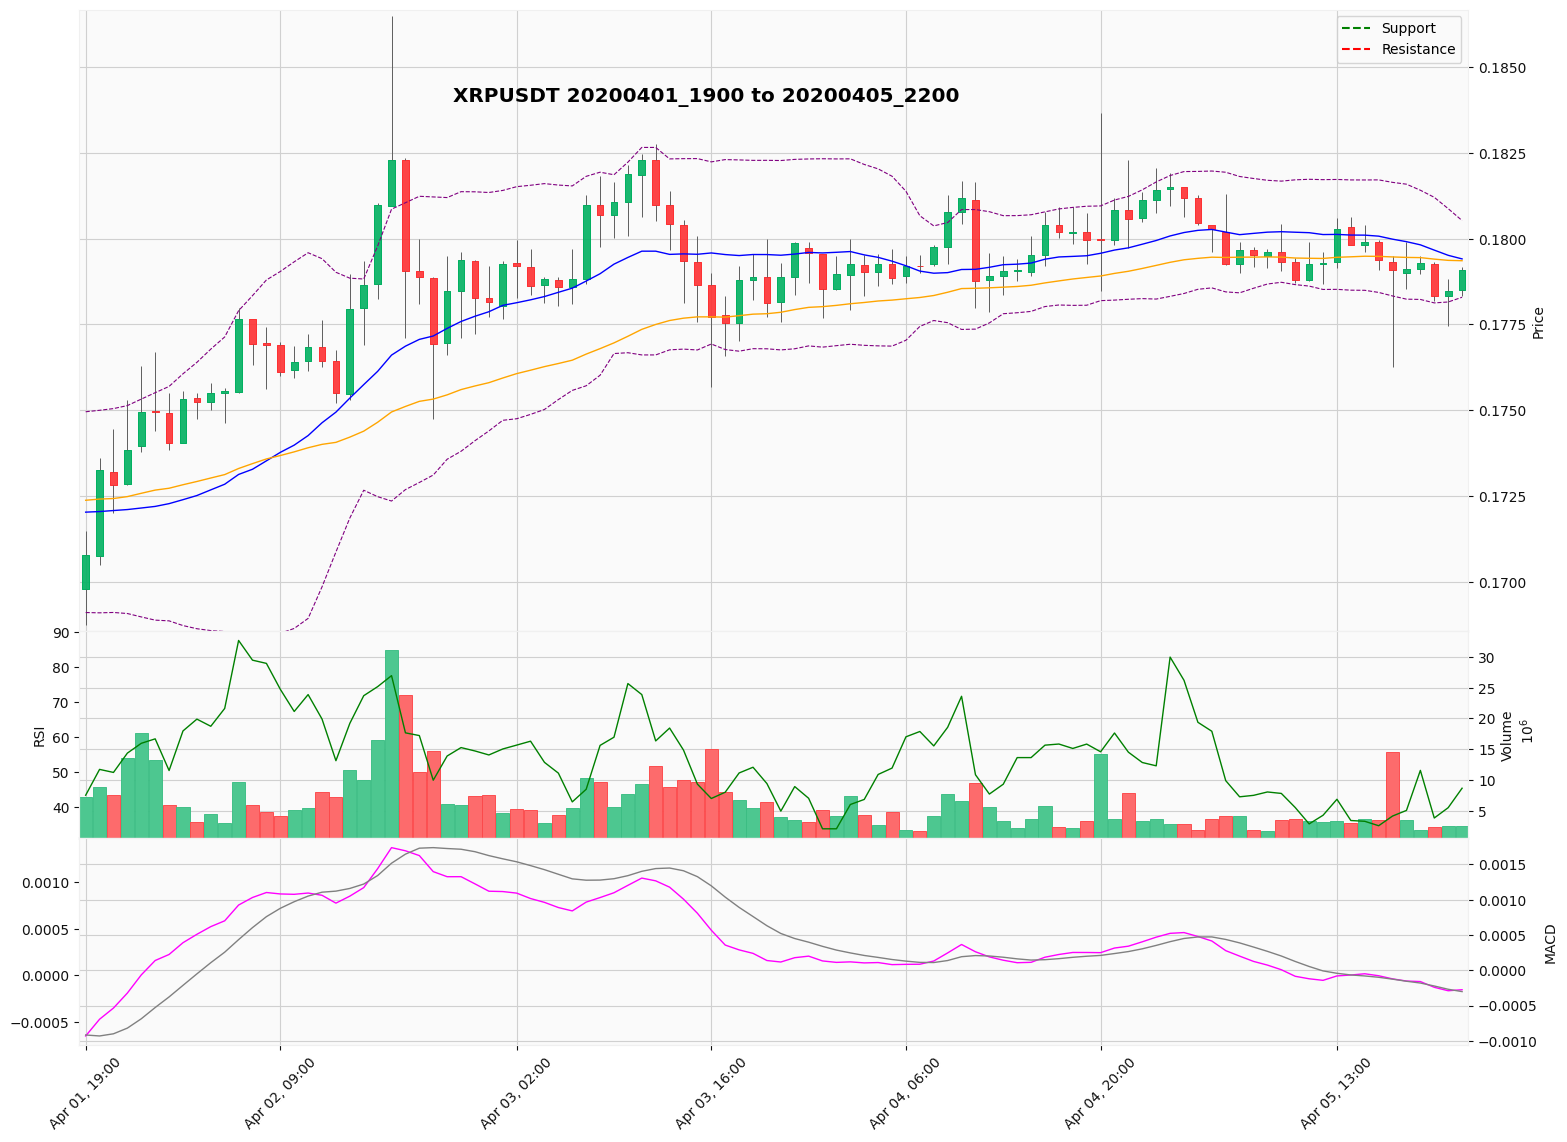 Support
Resistance
XRPUSDT 20200401_1900 to 20200405_2200
0.1850
0.1825
0.1800
0.1775
0.1750
0.1725
0.1700
Price
90
80
70
60
50
40
RSI
30
25
20
15
10
5
Volume
10⁶
0.0010
0.0005
0.0000
−0.0005
0.0015
0.0010
0.0005
0.0000
−0.0005
−0.0010
MACD
Apr 01, 19:00
Apr 02, 09:00
Apr 03, 02:00
Apr 03, 16:00
Apr 04, 06:00
Apr 04, 20:00
Apr 05, 13:00